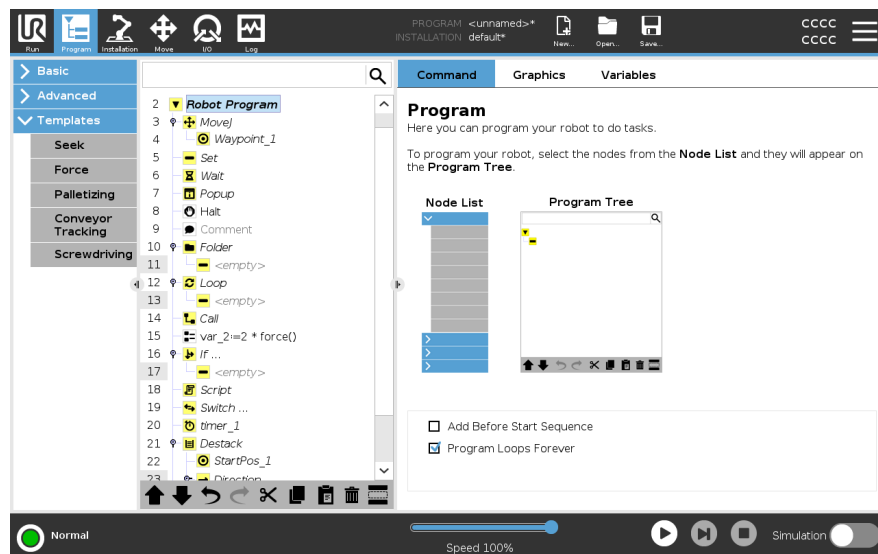 UR
PROGRAM <unnamed>*
INSTALLATION default*
CCCC
CCCC
Run
Program
Installation
Move
I/O
Log
New...
Open...
Save...
Basic
Advanced
Templates
Seek
Force
Palletizing
Conveyor
Tracking
Screwdriving
2 Robot Program
3 MoveJ
4 Waypoint_1
5 Set
6 Wait
7 Popup
8 Halt
9 Comment
10 Folder
11 <empty>
12 Loop
13 <empty>
14 Call
15 var_2:=2 * force()
16 If ...
17 <empty>
18 Script
19 Switch ...
20 timer_1
21 Destack
22 StartPos_1
23 Direction
Command
Graphics
Variables
Program
Here you can program your robot to do tasks.
To program your robot, select the nodes from the Node List and they will appear on
the Program Tree.
Node List
Program Tree
Add Before Start Sequence
Program Loops Forever
Normal
Speed 100%
Simulation